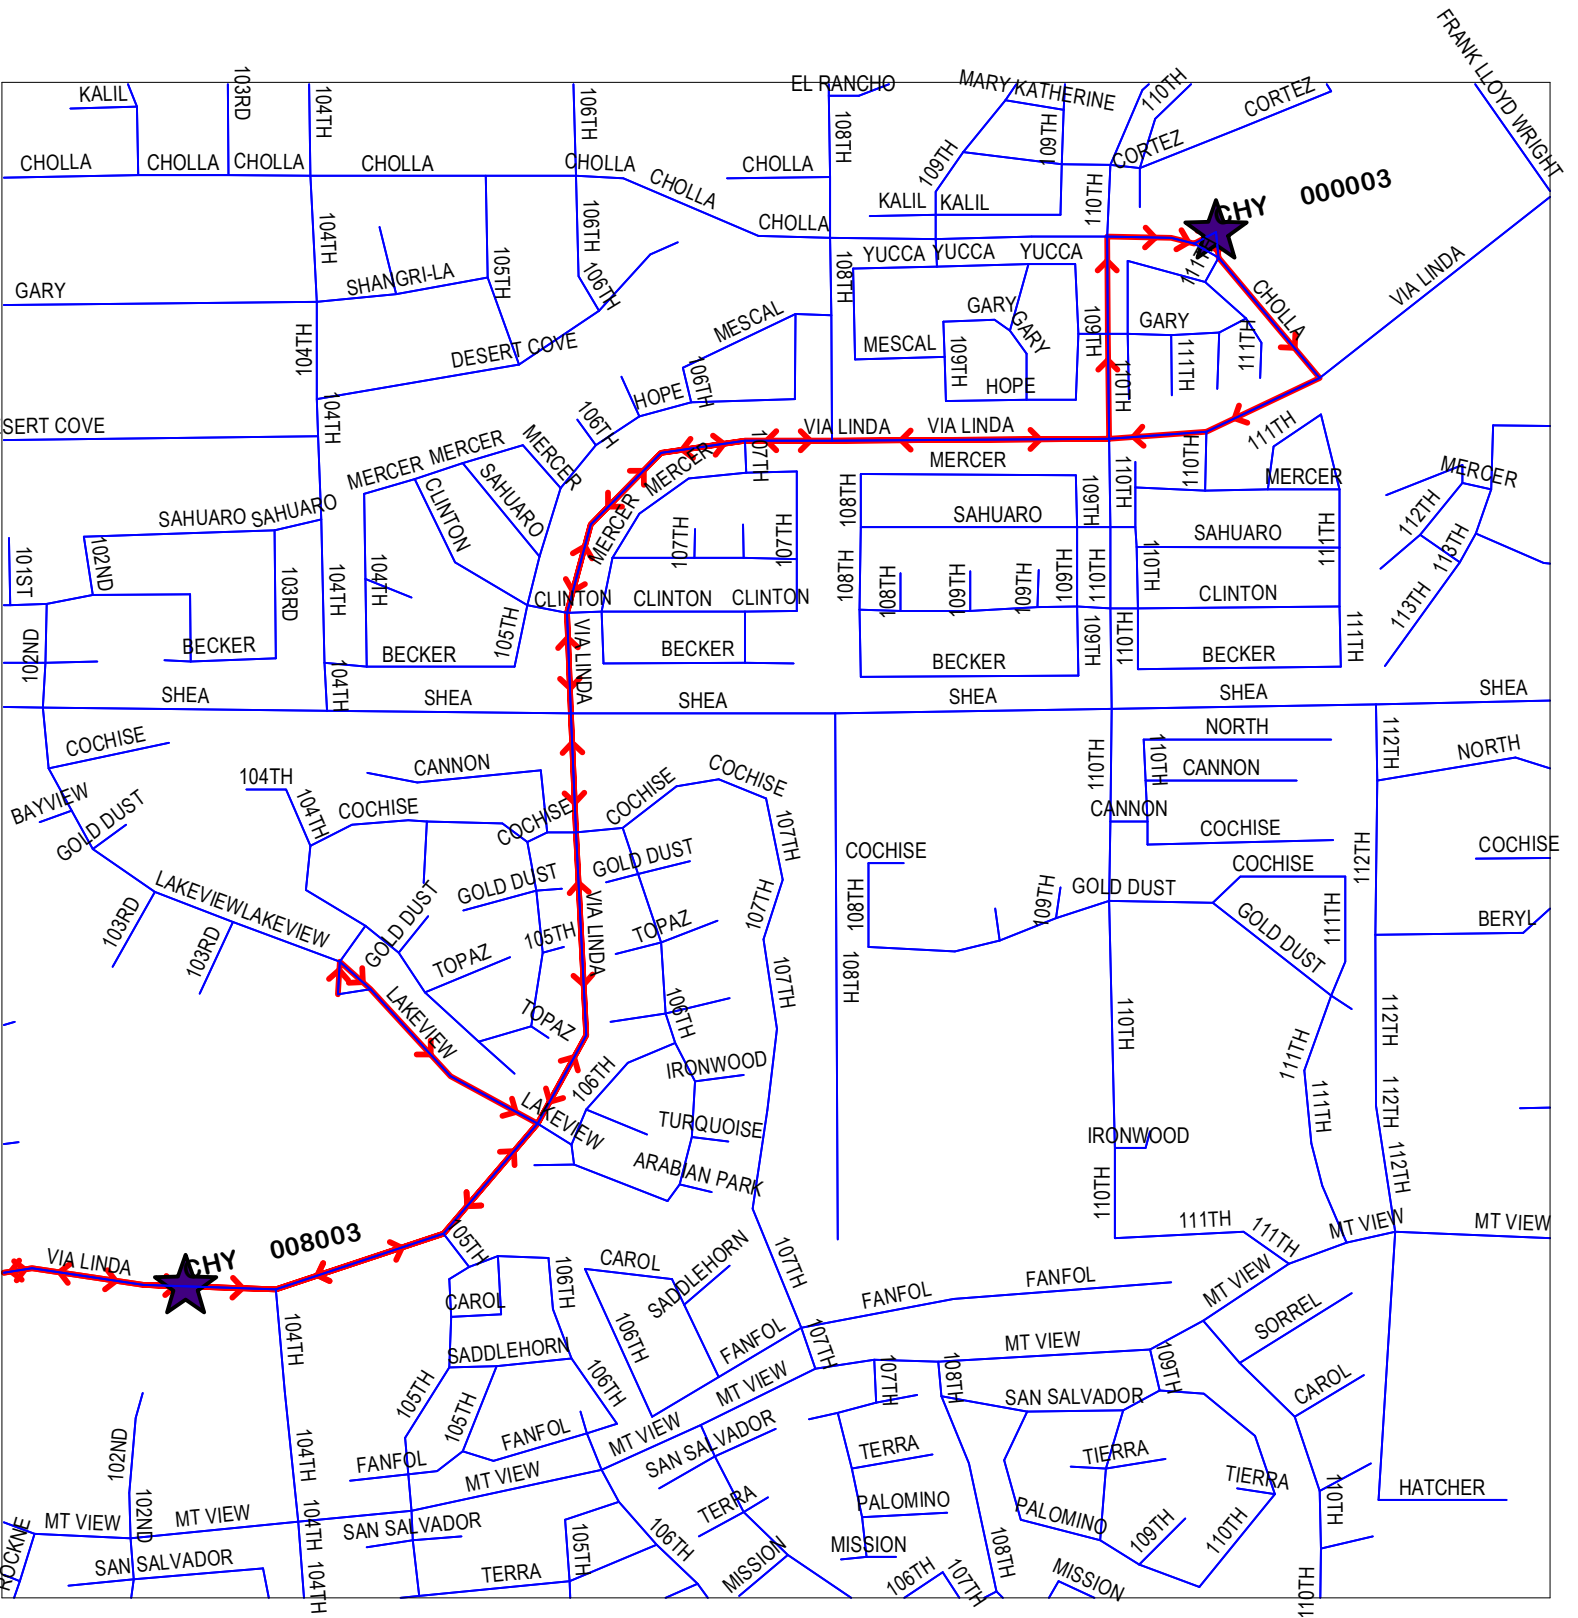 FRANK LLOYD WRIGHT
KALIL
103RD
104TH
106TH
EL RANCHO
108TH
MARY KATHERINE
109TH
109TH
110TH
CORTEZ
CORTEZ
CHOLLA
CHOLLA
CHOLLA
CHOLLA
CHOLLA
CHOLLA
CHOLLA
CHOLLA
KALIL
KALIL
110TH
CHY 000003
104TH
106TH
106TH
105TH
108TH
YUCCA
YUCCA
YUCCA
111TH
CHOLLA
VIA LINDA
GARY
SHANGRI-LA
104TH
DESERT COVE
MESCAL
106TH
HOPE
MESCAL
GARY
GARY
109TH
HOPE
109TH
110TH
GARY
111TH
111TH
SERT COVE
104TH
106TH
VIA LINDA
VIA LINDA
111TH
110TH
MERCER
MERCER
MERCER
SAHUARO
CLINTON
MERCER
MERCER
107TH
MERCER
108TH
109TH
110TH
MERCER
MERCER
112TH
113TH
113TH
SAHUARO
SAHUARO
SAHUARO
SAHUARO
111TH
101ST
102ND
103RD
104TH
104TH
107TH
107TH
108TH
108TH
109TH
109TH
109TH
110TH
110TH
CLINTON
CLINTON
CLINTON
CLINTON
102ND
BECKER
104TH
BECKER
105TH
VIA LINDA
BECKER
BECKER
109TH
110TH
BECKER
111TH
SHEA
SHEA
SHEA
SHEA
SHEA
SHEA
COCHISE
BAYVIEW
GOLD DUST
104TH
104TH
CANNON
COCHISE
COCHISE
COCHISE
COCHISE
107TH
110TH
110TH
NORTH
CANNON
CANNON
COCHISE
112TH
112TH
NORTH
COCHISE
LAKEVIEW
LAKEVIEW
103RD
103RD
GOLD DUST
GOLD DUST
GOLD DUST
TOPAZ
105TH
VIA LINDA
TOPAZ
107TH
107TH
COCHISE
108TH
108TH
109TH
GOLD DUST
COCHISE
GOLD DUST
111TH
BERYL
LAKEVIEW
TOPAZ
106TH
106TH
IRONWOOD
LAKEVIEW
TURQUOISE
ARABIAN PARK
110TH
IRONWOOD
110TH
111TH
111TH
112TH
112TH
112TH
111TH
111TH
MT VIEW
MT VIEW
VIA LINDA
CHY 008003
105TH
106TH
CAROL
CAROL
SADDLEHORN
107TH
FANFOL
FANFOL
MT VIEW
SORREL
104TH
SADDLEHORN
106TH
106TH
FANFOL
107TH
MT VIEW
109TH
CAROL
105TH
105TH
MT VIEW
107TH
108TH
SAN SALVADOR
102ND
104TH
FANFOL
FANFOL
MT VIEW
MT VIEW
SAN SALVADOR
TERRA
TIERRA
TIERRA
HATCHER
102ND
MT VIEW
MT VIEW
104TH
SAN SALVADOR
105TH
106TH
TERRA
PALOMINO
PALOMINO
109TH
110TH
110TH
ROCKNE
SAN SALVADOR
104TH
TERRA
MISSION
MISSION
106TH
107TH
108TH
MISSION
110TH